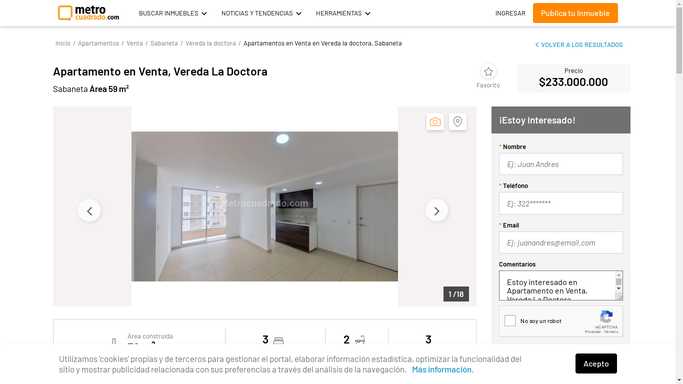 metro
cuadrado.com
BUSCAR INMUEBLES
NOTICIAS Y TENDENCIAS
HERRAMIENTAS
INGRESAR
Publica tu Inmueble
Inicio / Apartamentos / Venta / Sabaneta / Vereda la doctora / Apartamentos en Venta en Vereda la doctora, Sabaneta
VOLVER A LOS RESULTADOS
Apartamento en Venta, Vereda La Doctora
Sabaneta Área 59 m²
Favorito
Precio
$233.000.000
metrocuadrado.com
1 /18
¡Estoy Interesado!
* Nombre
Ej: Juan Andres
* Teléfono
Ej: 322*******
* Email
Ej: juanandres@email.com
Comentarios
Estoy interesado en
Apartamento en Venta,
Vereda La Doctora
No soy un robot
reCAPTCHA
Privacidad - Términos
Área construida
3
2
3
Utilizamos 'cookies' propias y de terceros para gestionar el portal, elaborar información estadística, optimizar la funcionalidad del
sitio y mostrar publicidad relacionada con sus preferencias a través del análisis de la navegación. Más información.
Acepto